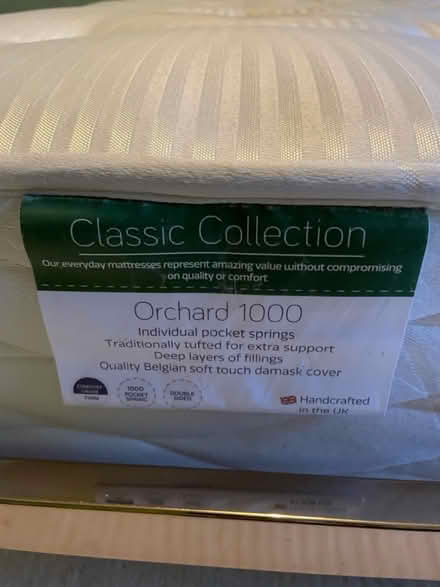 Classic Collection
Our everyday mattresses represent amazing value without compromising
on quality or comfort
Orchard 1000
Individual pocket springs
Traditionally tufted for extra support
Deep layers of fillings
Quality Belgian soft touch damask cover
FIRM
1000
POCKET
SPRING
DOUBLE
SIDED
Handcrafted
in the UK